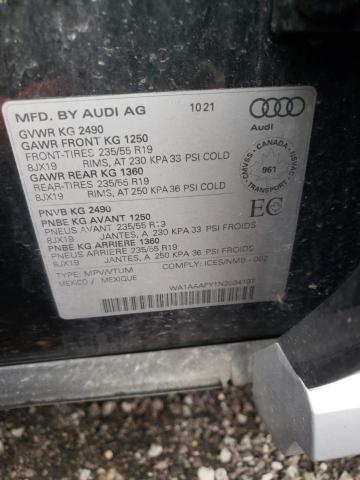 MFD. BY AUDI AG 10 21
GVWR KG 2490
GAWR FRONT KG 1250
FRONT-TIRES 235/55 R19
8JX19 RIMS, AT 230 KPA 33 PSI COLD
GAWR REAR KG 1360
REAR-TIRES 235/55 R19
8JX19 RIMS, AT 250 KPA 36 PSI COLD
PNVB KG 2490
PNBE KG AVANT 1250
PNEUS AVANT 235/55 R19
8JX19 JANTES, A 230 KPA 33 PSI FROIDS
PNBE KG ARRIERE 1360
PNEUS ARRIERE 235/55 R19
8JX19 JANTES, A 250 KPA 36 PSI FROIDS
TYPE: MPV/VTUM COMPLY: ICES/NMB - 002
MEXICO / MEXIQUE
Audi
CMVSS - CANADA - NSVAC
961
TRANSPORT
EC